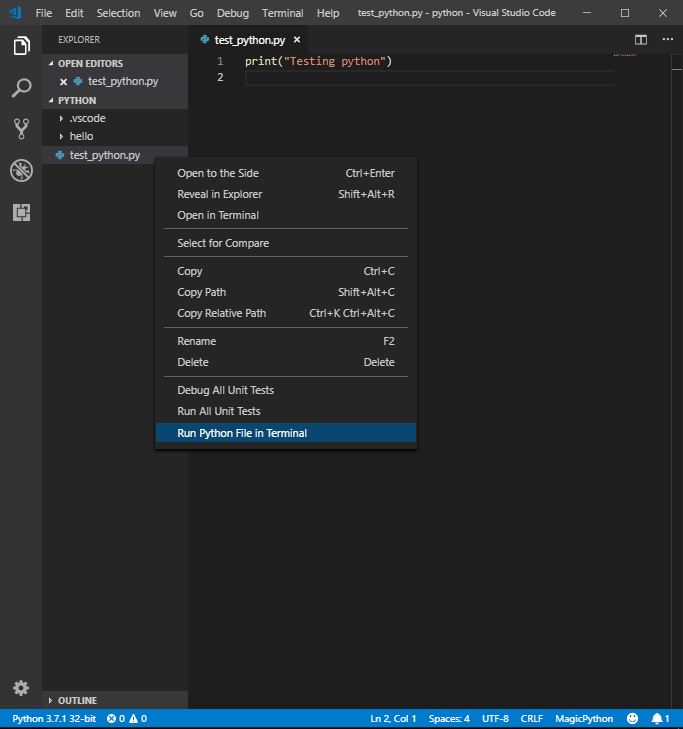 File Edit Selection View Go Debug Terminal Help test_python.py - python - Visual Studio Code
EXPLORER
OPEN EDITORS
test_python.py
PYTHON
.vscode
hello
test_python.py
test_python.py
1 print("Testing python")
2
Open to the Side Ctrl+Enter
Reveal in Explorer Shift+Alt+R
Open in Terminal
Select for Compare
Copy Ctrl+C
Copy Path Shift+Alt+C
Copy Relative Path Ctrl+K Ctrl+Alt+C
Rename F2
Delete Delete
Debug All Unit Tests
Run All Unit Tests
Run Python File in Terminal
OUTLINE
Python 3.7.1 32-bit 0 0 Ln 2, Col 1 Spaces: 4 UTF-8 CRLF MagicPython 1